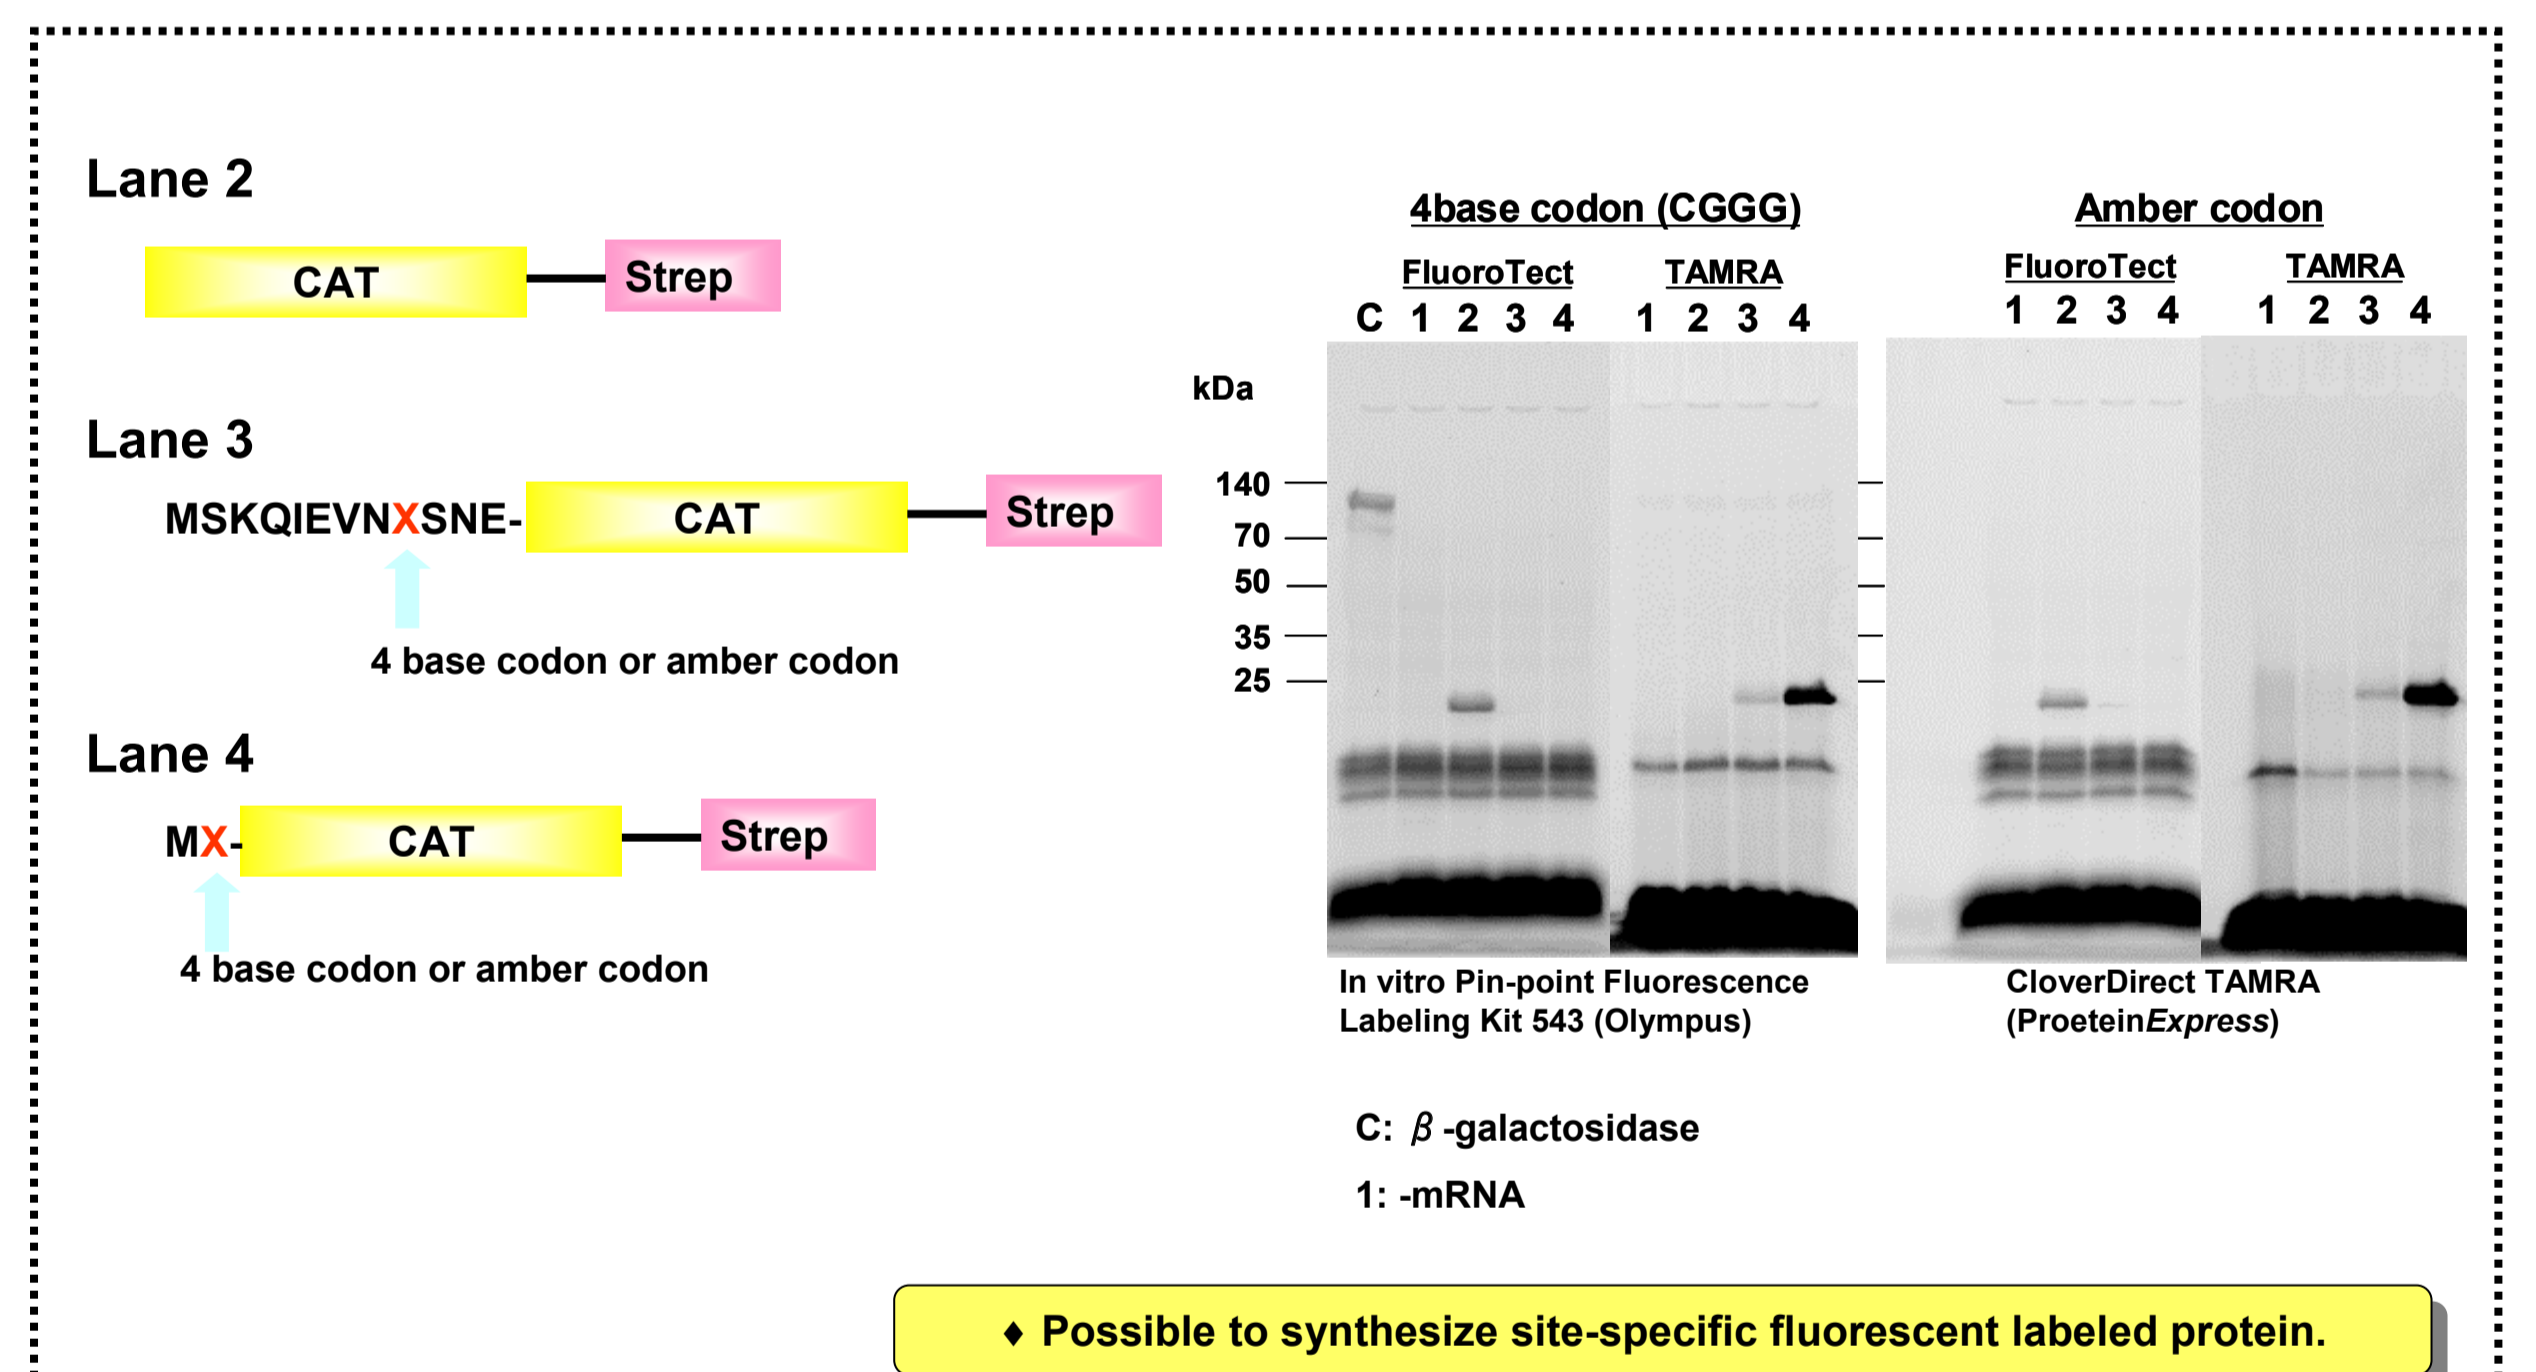 Lane 2
CAT
Strep
Lane 3
MSKQIEVNXSNE-
CAT
Strep
4 base codon or amber codon
Lane 4
MX-
CAT
Strep
4 base codon or amber codon
4base codon (CGGG)
FluoroTect
TAMRA
C 1 2 3 4
1 2 3 4
Amber codon
FluoroTect
TAMRA
1 2 3 4
1 2 3 4
kDa
140
70
50
35
25
In vitro Pin-point Fluorescence
Labeling Kit 543 (Olympus)
CloverDirect TAMRA
(ProeteinExpress)
C: β-galactosidase
1: -mRNA
♦ Possible to synthesize site-specific fluorescent labeled protein.